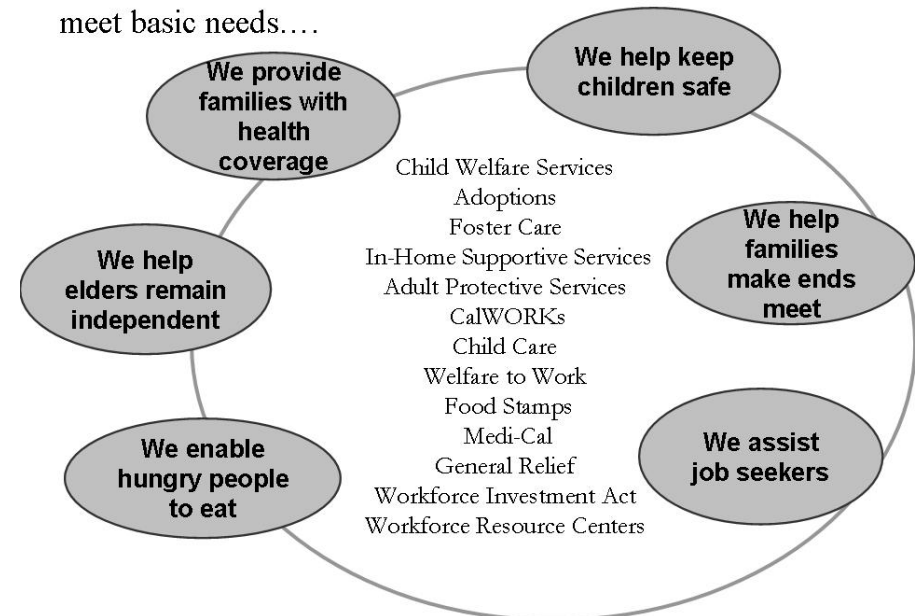 meet basic needs....
We provide
families with
health
coverage
We help keep
children safe
We help
families
make ends
meet
We assist
job seekers
We enable
hungry people
to eat
We help
elders remain
independent
Child Welfare Services
Adoptions
Foster Care
In-Home Supportive Services
Adult Protective Services
CalWORKs
Child Care
Welfare to Work
Food Stamps
Medi-Cal
General Relief
Workforce Investment Act
Workforce Resource Centers